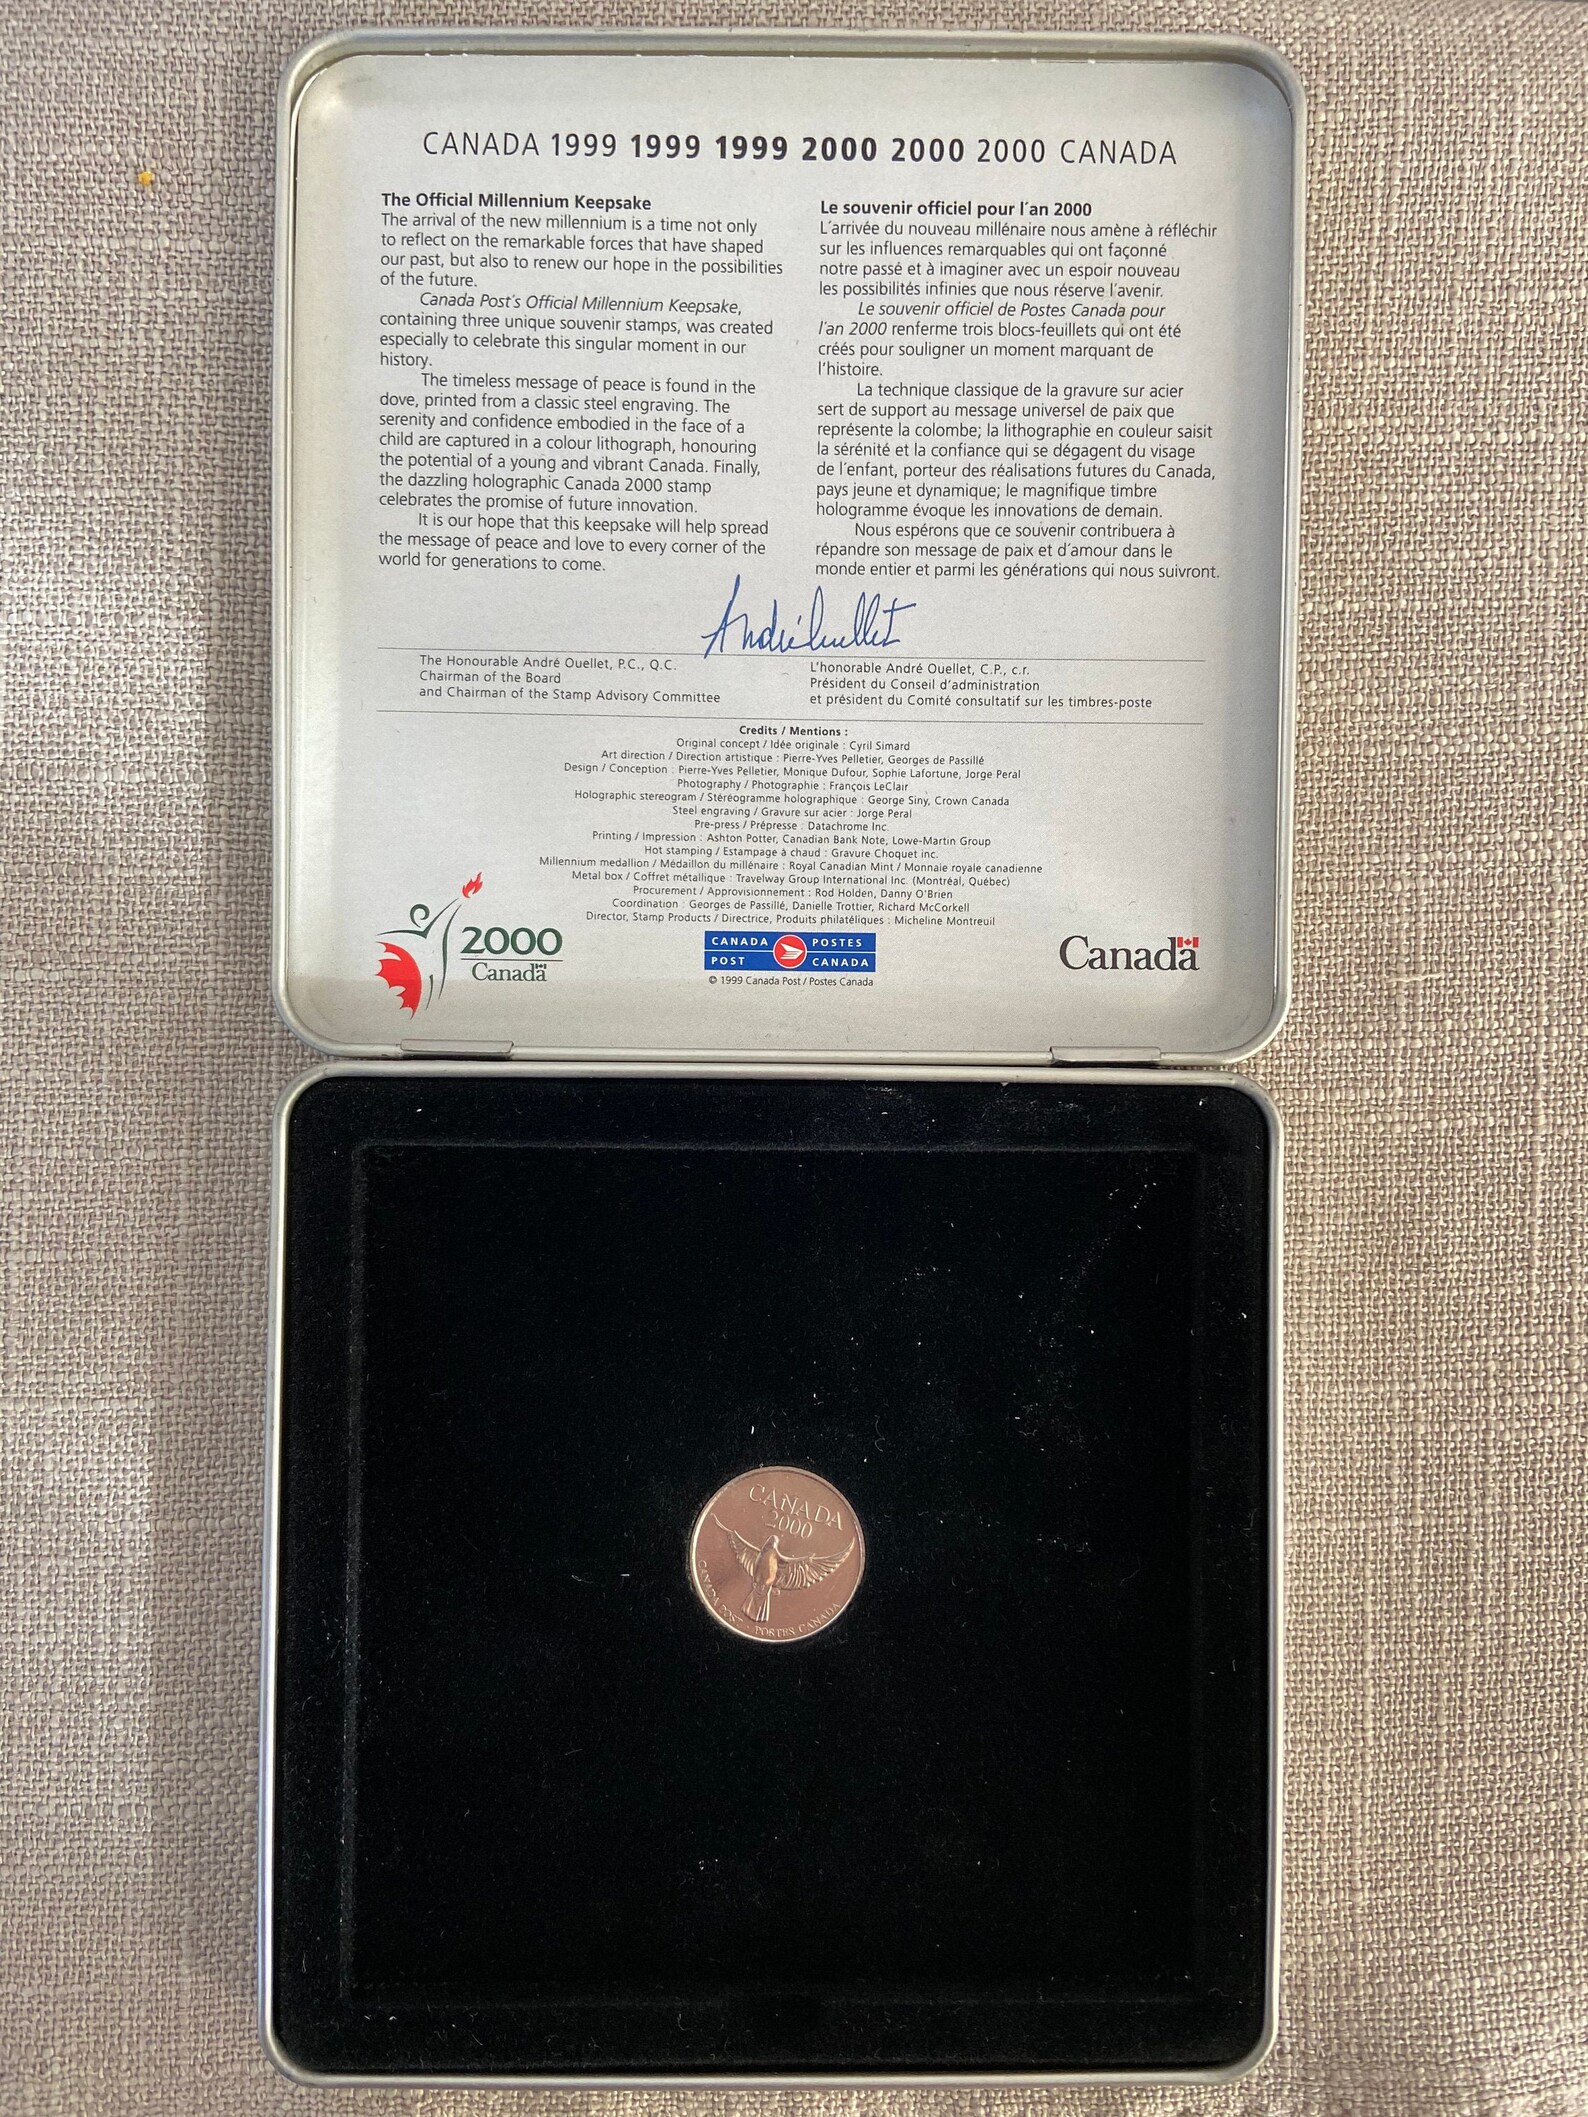 CANADA 1999 1999 1999 2000 2000 2000 CANADA
The Official Millennium Keepsake
The arrival of the new millennium is a time not only
to reflect on the remarkable forces that have shaped
our past, but also to renew our hope in the possibilities
of the future.
Canada Post's Official Millennium Keepsake,
containing three unique souvenir stamps, was created
especially to celebrate this singular moment in our
history.
The timeless message of peace is found in the
dove, printed from a classic steel engraving. The
serenity and confidence embodied in the face of a
child are captured in a colour lithograph, honouring
the potential of a young and vibrant Canada. Finally,
the dazzling holographic Canada 2000 stamp
celebrates the promise of future innovation.
It is our hope that this keepsake will help spread
the message of peace and love to every corner of the
world for generations to come.
Le souvenir officiel pour l'an 2000
L'arrivée du nouveau millénaire nous amène à réfléchir
sur les influences remarquables qui ont façonné
notre passé et à imaginer avec un espoir nouveau
les possibilités infinies que nous réserve l'avenir.
Le souvenir officiel de Postes Canada pour
l'an 2000 renferme trois blocs-feuillets qui ont été
créés pour souligner un moment marquant de
l'histoire.
La technique classique de la gravure sur acier
sert de support au message universel de paix que
représente la colombe; la lithographie en couleur saisit
la sérénité et la confiance qui se dégagent du visage
de l'enfant, porteur des réalisations futures du Canada,
pays jeune et dynamique; le magnifique timbre
hologramme évoque les innovations de demain.
Nous espérons que ce souvenir contribuera à
répandre son message de paix et d'amour dans le
monde entier et parmi les générations qui nous suivront.
André Ouellet
The Honourable André Ouellet, P.C., Q.C.
Chairman of the Board
and Chairman of the Stamp Advisory Committee
L'honorable André Ouellet, C.P., c.r.
Président du Conseil d'administration
et président du Comité consultatif sur les timbres-poste
Credits / Mentions :
Original concept / Idée originale : Cyril Simard
Art direction / Direction artistique : Pierre-Yves Pelletier, Georges de Passillé
Design / Conception : Pierre-Yves Pelletier, Monique Dufour, Sophie Lafortune, Jorge Peral
Photography / Photographie : François LeClair
Holographic stereogram / Stéréogramme holographique : George Siny, Crown Canada
Steel engraving / Gravure sur acier : Jorge Peral
Pre-press / Prépresse : Datachrome Inc.
Printing / Impression : Ashton Potter, Canadian Bank Note, Lowe-Martin Group
Hot stamping / Estampage à chaud : Gravure Choquet inc.
Millennium medallion / Médaillon du millénaire : Royal Canadian Mint / Monnaie royale canadienne
Metal box / Coffret métallique : Travelway Group International Inc. (Montréal, Québec)
Procurement / Approvisionnement : Rod Holden, Danny O'Brien
Coordination : Georges de Passillé, Danielle Trottier, Richard McCorkell
Director, Stamp Products / Directrice, Produits philatéliques : Micheline Montreuil
2000
Canada
CANADA POSTES
POST CANADA
© 1999 Canada Post / Postes Canada
Canada
CANADA
2000
CANADA POST · POSTES CANADA